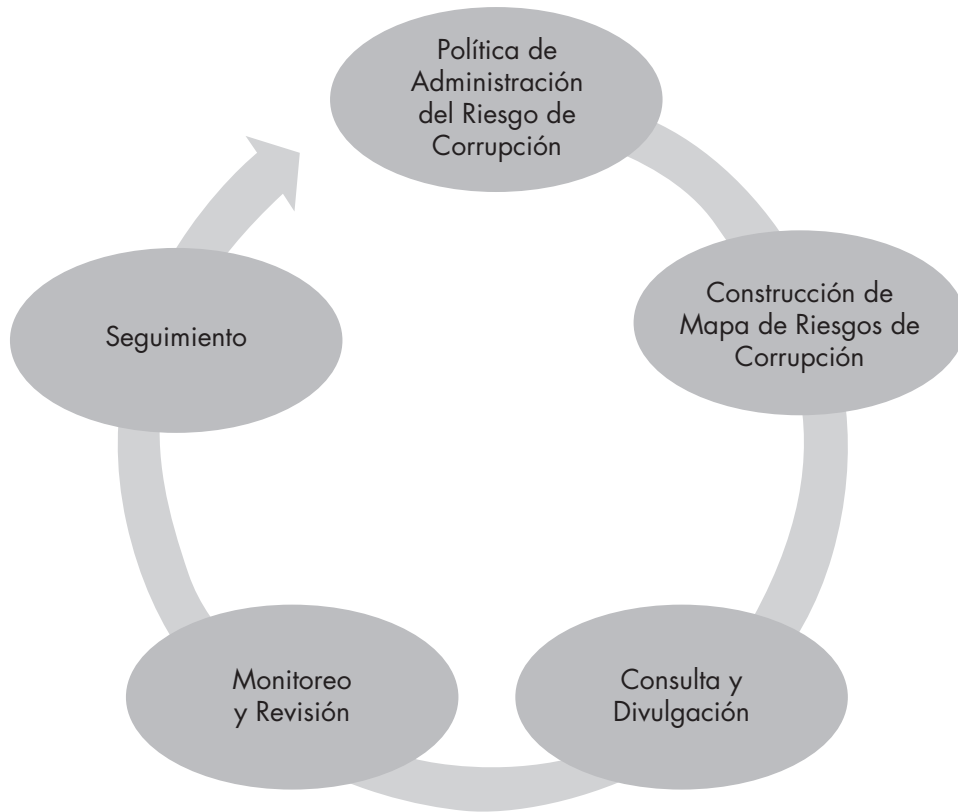 Política de
Administración
del Riesgo de
Corrupción
Construcción de
Mapa de Riesgos de
Corrupción
Consulta y
Divulgación
Monitoreo
y Revisión
Seguimiento